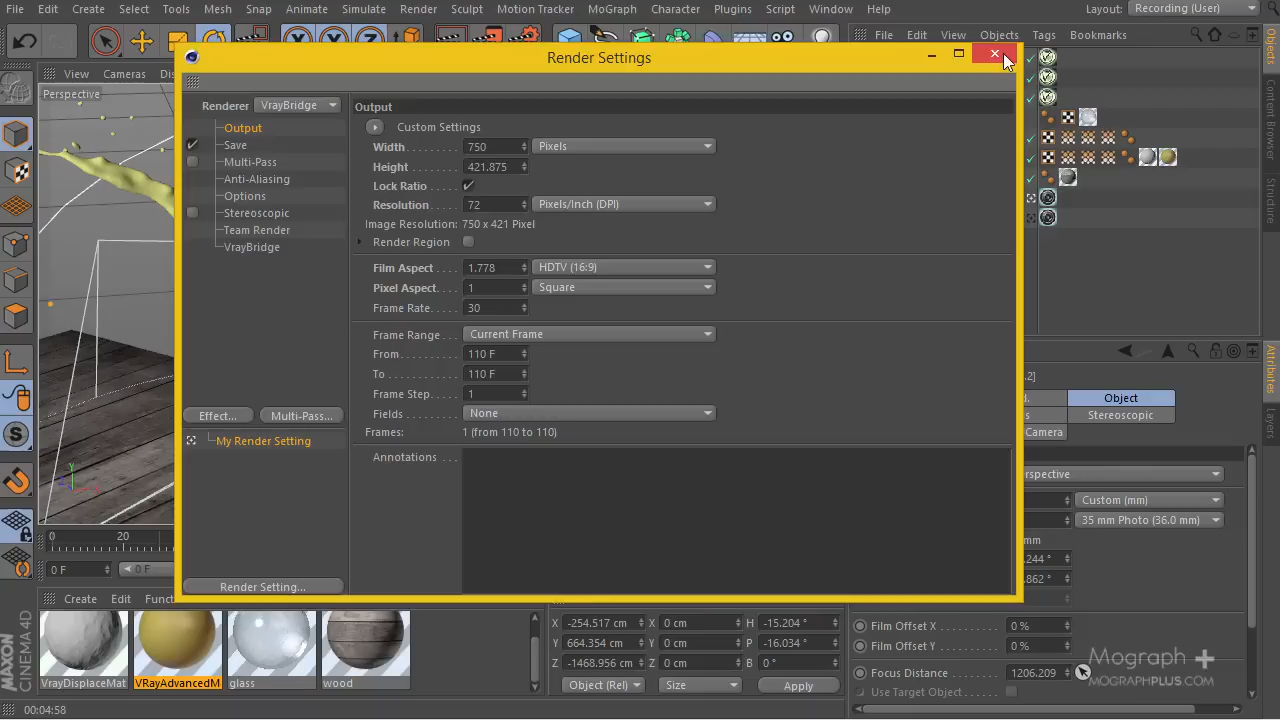 File Edit Create Select Tools Mesh Snap Animate Simulate Render Sculpt Motion Tracker MoGraph Character Plugins Script Window Help
Layout: Recording (User)
File Edit View Objects Tags Bookmarks
Render Settings
View Cameras
Perspective
Renderer VrayBridge
Output
Save
Multi-Pass
Anti-Aliasing
Options
Stereoscopic
Team Render
VrayBridge
Effect... Multi-Pass...
My Render Setting
Render Setting...
Output
Custom Settings
Width 750 Pixels
Height 421.875
Lock Ratio
Resolution 72 Pixels/Inch (DPI)
Image Resolution: 750 x 421 Pixel
Render Region
Film Aspect 1.778 HDTV (16:9)
Pixel Aspect 1 Square
Frame Rate 30
Frame Range Current Frame
From 110 F
To 110 F
Frame Step 1
Fields None
Frames: 1 (from 110 to 110)
Annotations
Objects
Content Browser
Structure
Attributes
Object
Stereoscopic
Camera
Custom (mm)
35 mm Photo (36.0 mm)
mm
Film Offset X 0 %
Film Offset Y 0 %
Focus Distance 1206.209
Use Target Object
0 20
0 F 0 F
Create Edit
VrayDisplaceMat VRayAdvancedM glass wood
X -254.517 cm X 0 cm H -15.204 °
Y 664.354 cm Y 0 cm P -16.034 °
Z -1468.956 cm Z 0 cm B 0 °
Object (Rel) Size Apply
MAXON
CINEMA 4D
00:04:58
Mograph +
MOGRAPHPLUS.COM